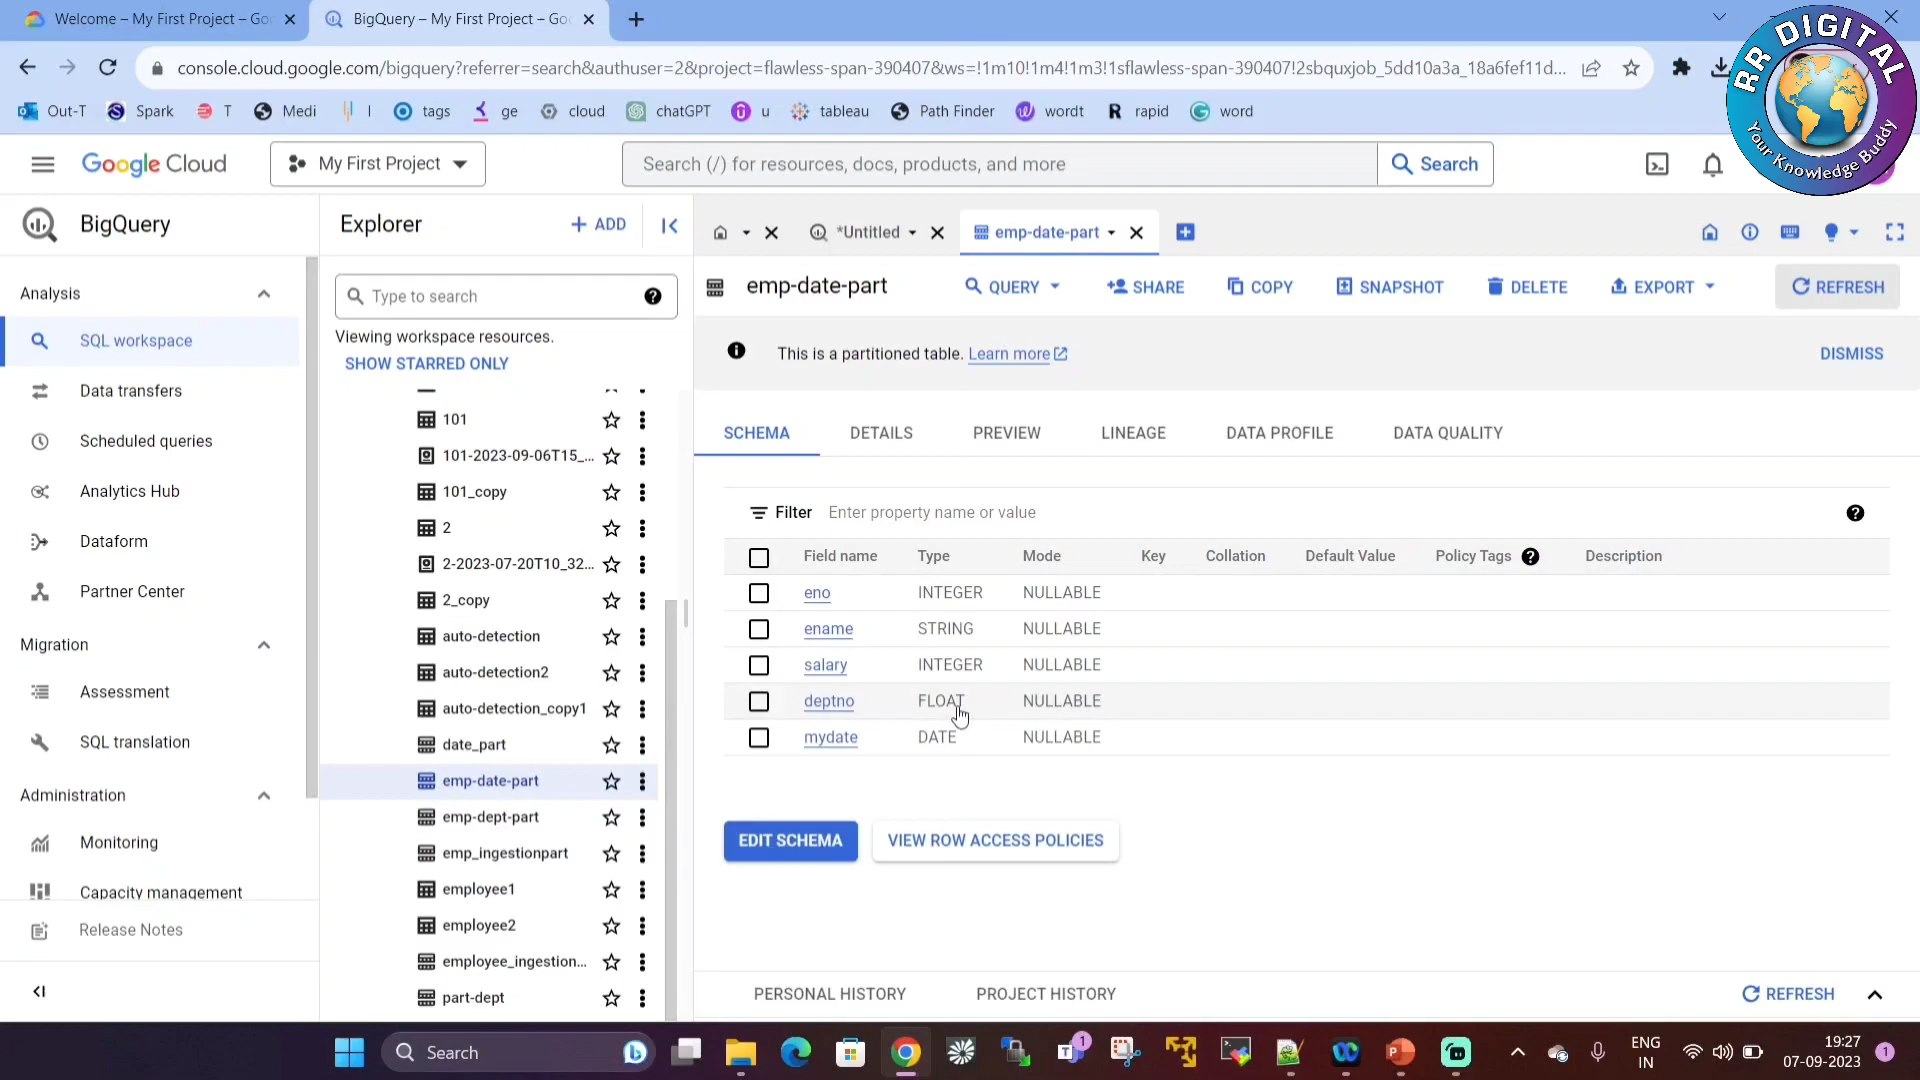 Welcome – My First Project – Go
BigQuery – My First Project – Goo
console.cloud.google.com/bigquery?referrer=search&authuser=2&project=flawless-span-390407&ws=!1m10!1m4!1m3!1sflawless-span-390407!2sbquxjob_5dd10a3a_18a6fef11d...
Out-T
Spark
T
Medi
I
tags
ge
cloud
chatGPT
u
tableau
Path Finder
wordt
rapid
word
RR DIGITAL
Your Knowledge Buddy
Google Cloud
My First Project
Search (/) for resources, docs, products, and more
Search
BigQuery
Analysis
SQL workspace
Data transfers
Scheduled queries
Analytics Hub
Dataform
Partner Center
Migration
Assessment
SQL translation
Administration
Monitoring
Capacity management
Release Notes
Explorer
+ ADD
Type to search
Viewing workspace resources.
SHOW STARRED ONLY
101
101-2023-09-06T15_...
101_copy
2
2-2023-07-20T10_32...
2_copy
auto-detection
auto-detection2
auto-detection_copy1
date_part
emp-date-part
emp-dept-part
emp_ingestionpart
employee1
employee2
employee_ingestion...
part-dept
*Untitled
emp-date-part
emp-date-part
QUERY
SHARE
COPY
SNAPSHOT
DELETE
EXPORT
REFRESH
This is a partitioned table. Learn more
DISMISS
SCHEMA
DETAILS
PREVIEW
LINEAGE
DATA PROFILE
DATA QUALITY
Filter Enter property name or value
Field name Type Mode Key Collation Default Value Policy Tags Description
eno INTEGER NULLABLE
ename STRING NULLABLE
salary INTEGER NULLABLE
deptno FLOAT NULLABLE
mydate DATE NULLABLE
EDIT SCHEMA
VIEW ROW ACCESS POLICIES
PERSONAL HISTORY
PROJECT HISTORY
REFRESH
Search
1
ENG
IN
19:27
07-09-2023
1